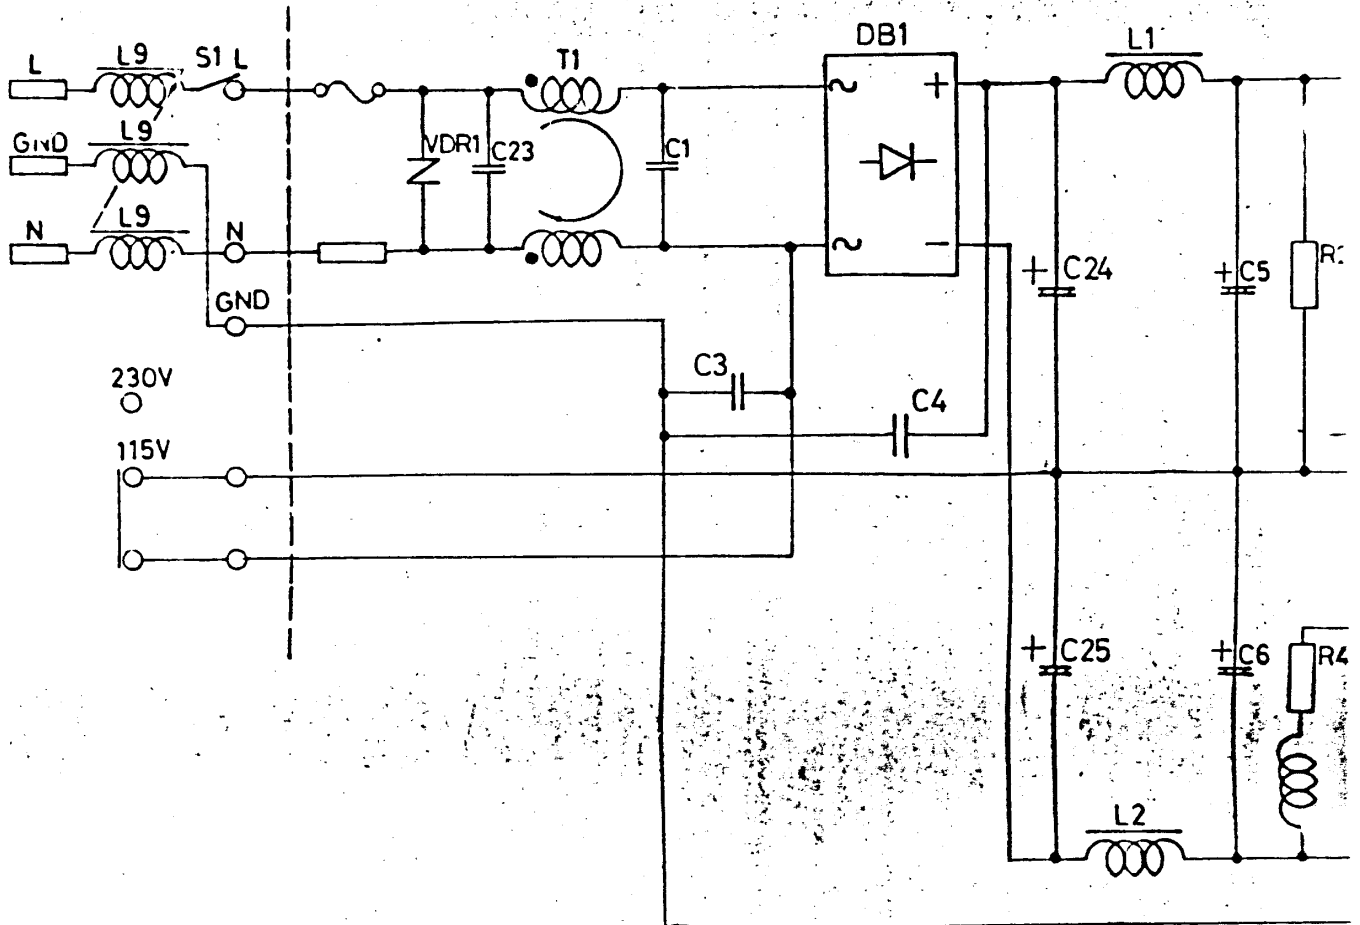 DB1
L9
S1 L
T1
L1
L
+
L9
GND
VDR1
C23
C1
L9
N
N
−
+
C24
+
C5
GND
C3
230V
C4
115V
+
C25
+
C6
R4
L2